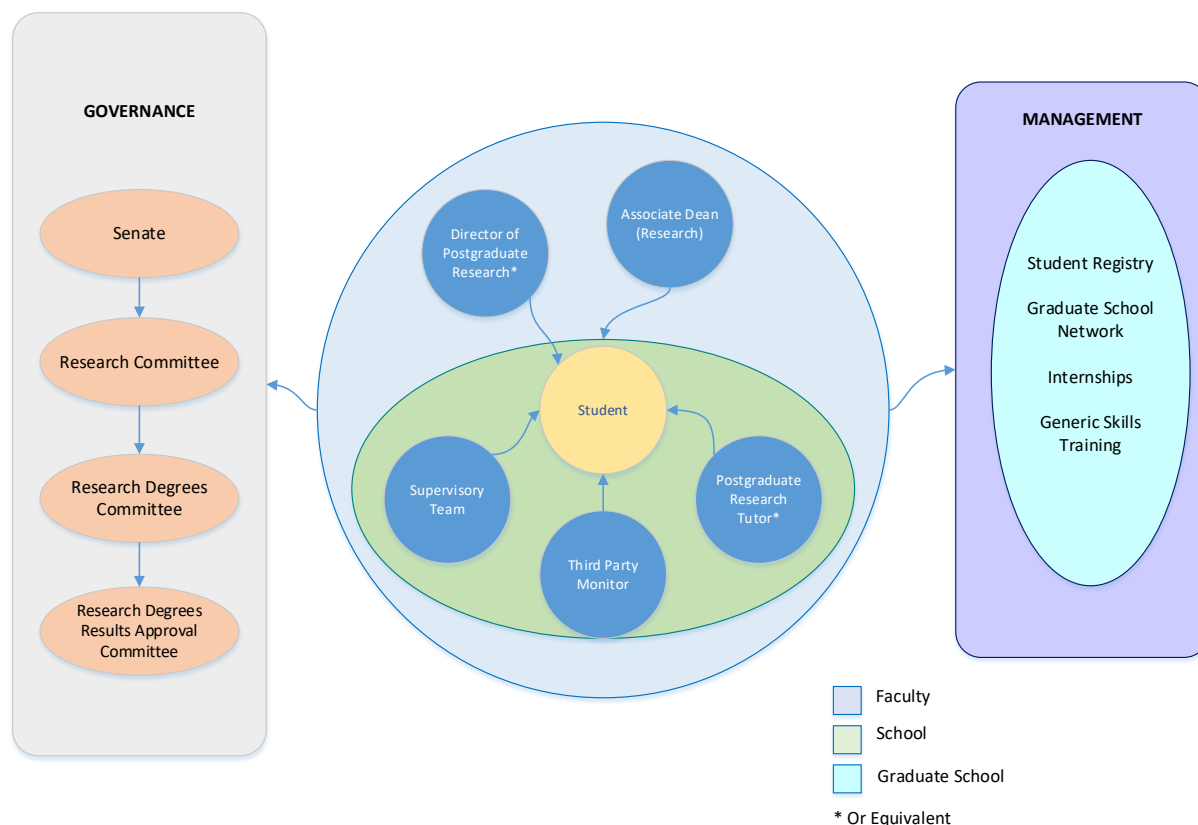 GOVERNANCE
Senate
Research Committee
Research Degrees
Committee
Research Degrees
Results Approval
Committee
Director of
Postgraduate
Research*
Associate Dean
(Research)
Student
Supervisory
Team
Third Party
Monitor
Postgraduate
Research
Tutor*
MANAGEMENT
Student Registry
Graduate School
Network
Internships
Generic Skills
Training
Faculty
School
Graduate School
* Or Equivalent